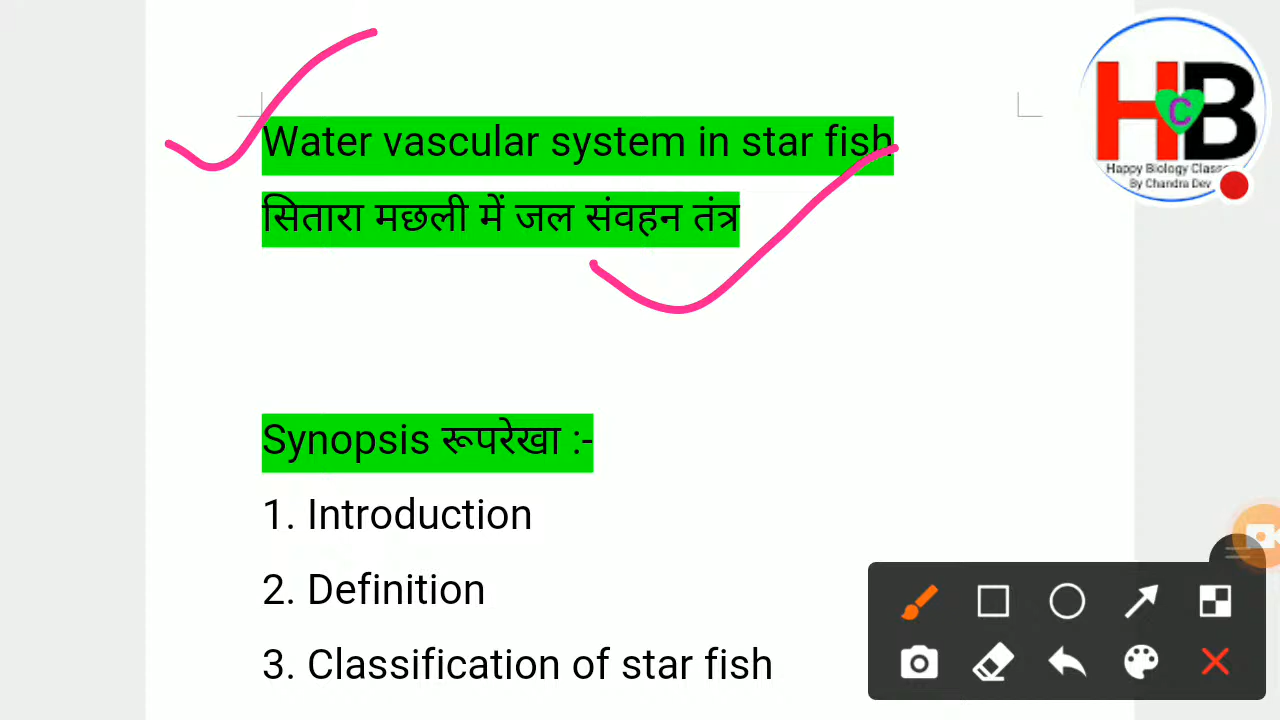 Water vascular system in star fish
सितारा मछली में जल संवहन तंत्र
Synopsis रूपरेखा :-
1. Introduction
2. Definition
3. Classification of star fish
HCB
Happy Biology Classes
By Chandra Dev